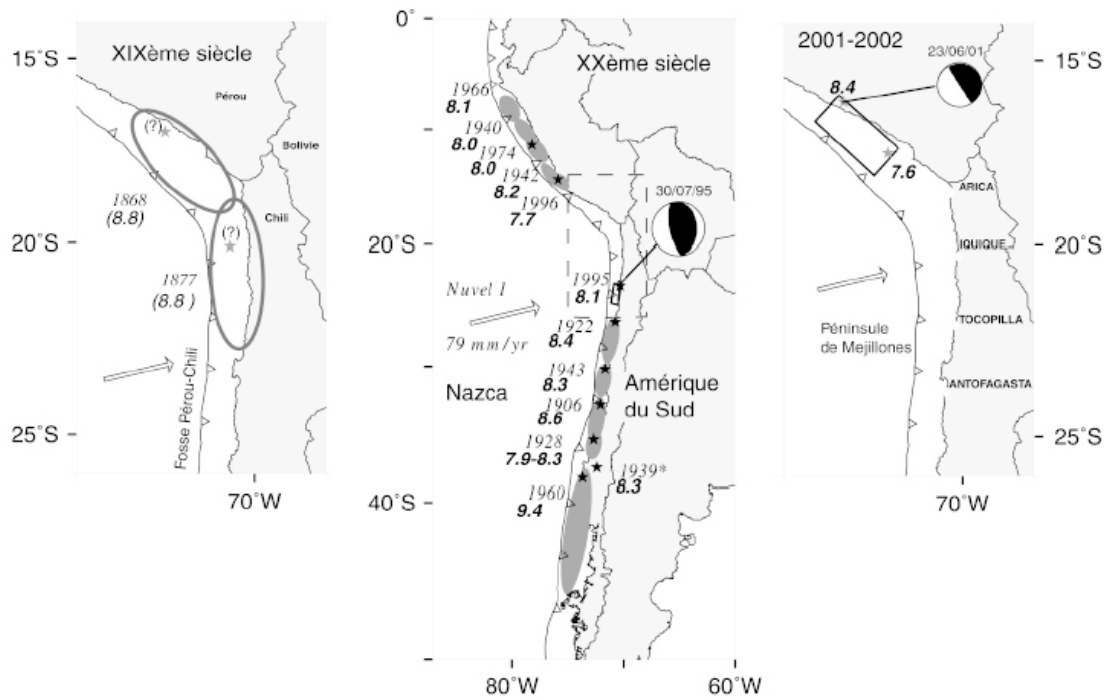 XIXème siècle
15°S
Pérou
(?)
Bolivie
1868
(8.8)
Chili
(?)
20°S
1877
(8.8 )
Fosse Pérou-Chili
25°S
70°W
0°
XXème siècle
1966
8.1
1940
8.0
1974
8.0
1942
8.2
1996
7.7
30/07/95
20°S
1995
8.1
Nuvel 1
79 mm/yr
1922
8.4
1943
8.3
Nazca
Amérique
du Sud
1906
8.6
1928
7.9-8.3
1939*
8.3
1960
9.4
40°S
80°W
60°W
2001-2002
23/06/01
15°S
8.4
7.6
ARICA
IQUIQUE
20°S
TOCOPILLA
Péninsule
de Mejillones
ANTOFAGASTA
25°S
70°W